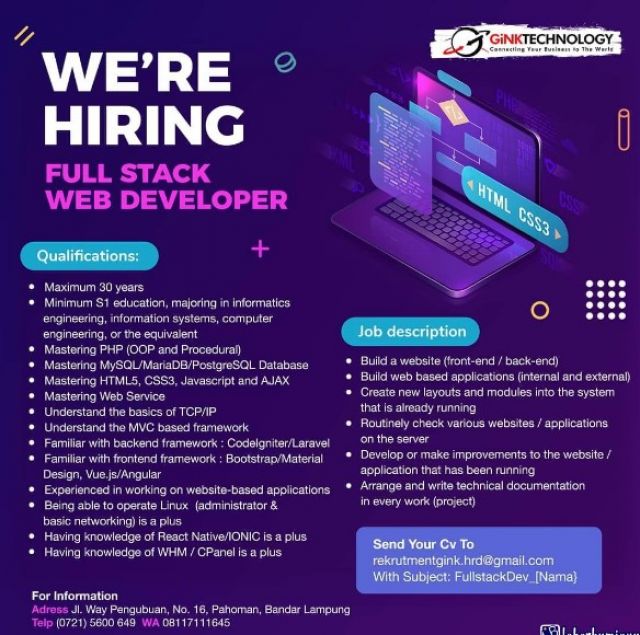 GiNKTECHNOLOGY
Connecting Your Business to The World
WE'RE
HIRING
FULL STACK
WEB DEVELOPER
HTML CSS3
Qualifications:
• Maximum 30 years
• Minimum S1 education, majoring in informatics
engineering, information systems, computer
engineering, or the equivalent
• Mastering PHP (OOP and Procedural)
• Mastering MySQL/MariaDB/PostgreSQL Database
• Mastering HTML5, CSS3, Javascript and AJAX
• Mastering Web Service
• Understand the basics of TCP/IP
• Understand the MVC based framework
• Familiar with backend framework : CodeIgniter/Laravel
• Familiar with frontend framework : Bootstrap/Material
Design, Vue.js/Angular
• Experienced in working on website-based applications
• Being able to operate Linux (administrator &
basic networking) is a plus
• Having knowledge of React Native/IONIC is a plus
• Having knowledge of WHM / CPanel is a plus
Job description
• Build a website (front-end / back-end)
• Build web based applications (internal and external)
• Create new layouts and modules into the system
that is already running
• Routinely check various websites / applications
on the server
• Develop or make improvements to the website /
application that has been running
• Arrange and write technical documentation
in every work (project)
Send Your Cv To
rekrutmentgink.hrd@gmail.com
With Subject: FullstackDev_[Nama}
For Information
Adress Jl. Way Pengubuan, No. 16, Pahoman, Bandar Lampung
Telp (0721) 5600 649 WA 08117111645